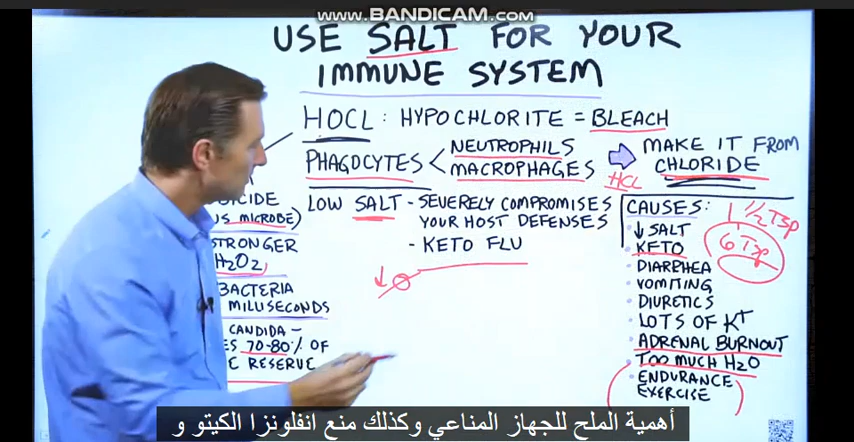 www.BANDICAM.com
USE SALT FOR YOUR
IMMUNE SYSTEM
HOCL: HYPOCHLORITE = BLEACH
PHAGOCYTES < NEUTROPHILS
MACROPHAGES
MAKE IT FROM
CHLORIDE
HCL
US MICROBE)
STRONGER
H2O2
BACTERIA
MILLISECONDS
CANDIDA -
70-80% OF
RESERVE
LOW SALT - SEVERELY COMPROMISES
YOUR HOST DEFENSES
- KETO FLU
↓
CAUSES:
• ↓ SALT
• KETO
• DIARRHEA
• VOMITING
• DIURETICS
• LOTS OF K+
• ADRENAL BURNOUT
• TOO MUCH H2O
• ENDURANCE
EXERCISE
1 1/2 TSP
أهمية الملح للجهاز المناعي وكذلك منع انفلونزا الكيتو و